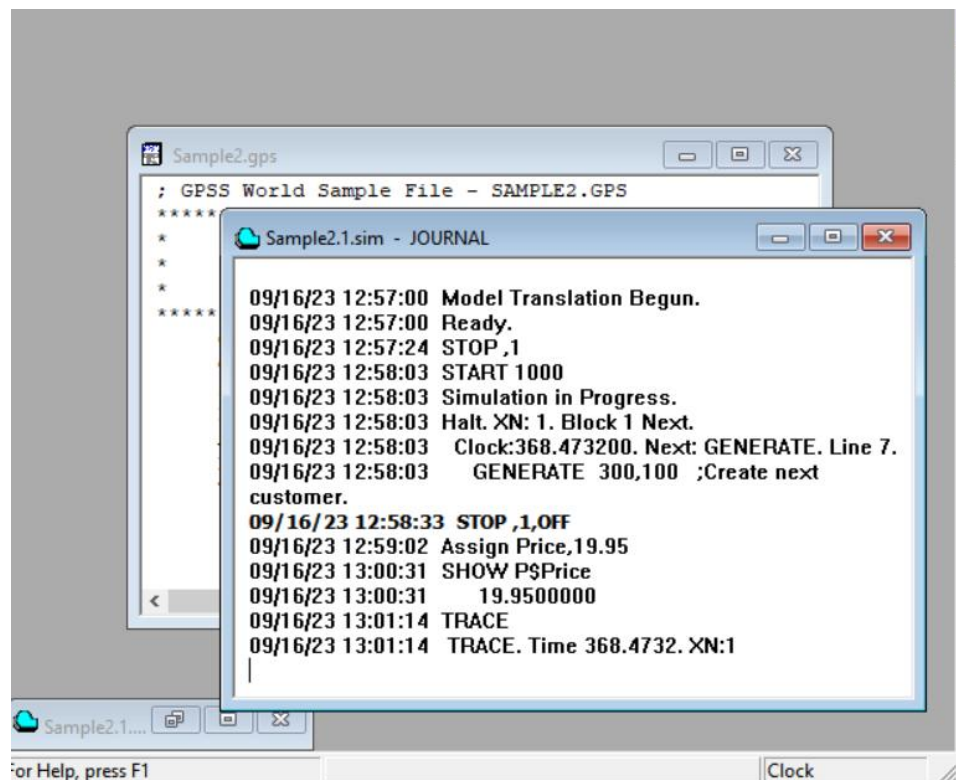 Sample2.gps
; GPSS World Sample File - SAMPLE2.GPS
*****
*
*
*
*****
Sample2.1.sim - JOURNAL
09/16/23 12:57:00 Model Translation Begun.
09/16/23 12:57:00 Ready.
09/16/23 12:57:24 STOP ,1
09/16/23 12:58:03 START 1000
09/16/23 12:58:03 Simulation in Progress.
09/16/23 12:58:03 Halt. XN: 1. Block 1 Next.
09/16/23 12:58:03 Clock:368.473200. Next: GENERATE. Line 7.
09/16/23 12:58:03 GENERATE 300,100 ;Create next
customer.
09/16/23 12:58:33 STOP ,1,OFF
09/16/23 12:59:02 Assign Price,19.95
09/16/23 13:00:31 SHOW P$Price
09/16/23 13:00:31 19.9500000
09/16/23 13:01:14 TRACE
09/16/23 13:01:14 TRACE. Time 368.4732. XN:1
Sample2.1....
For Help, press F1
Clock